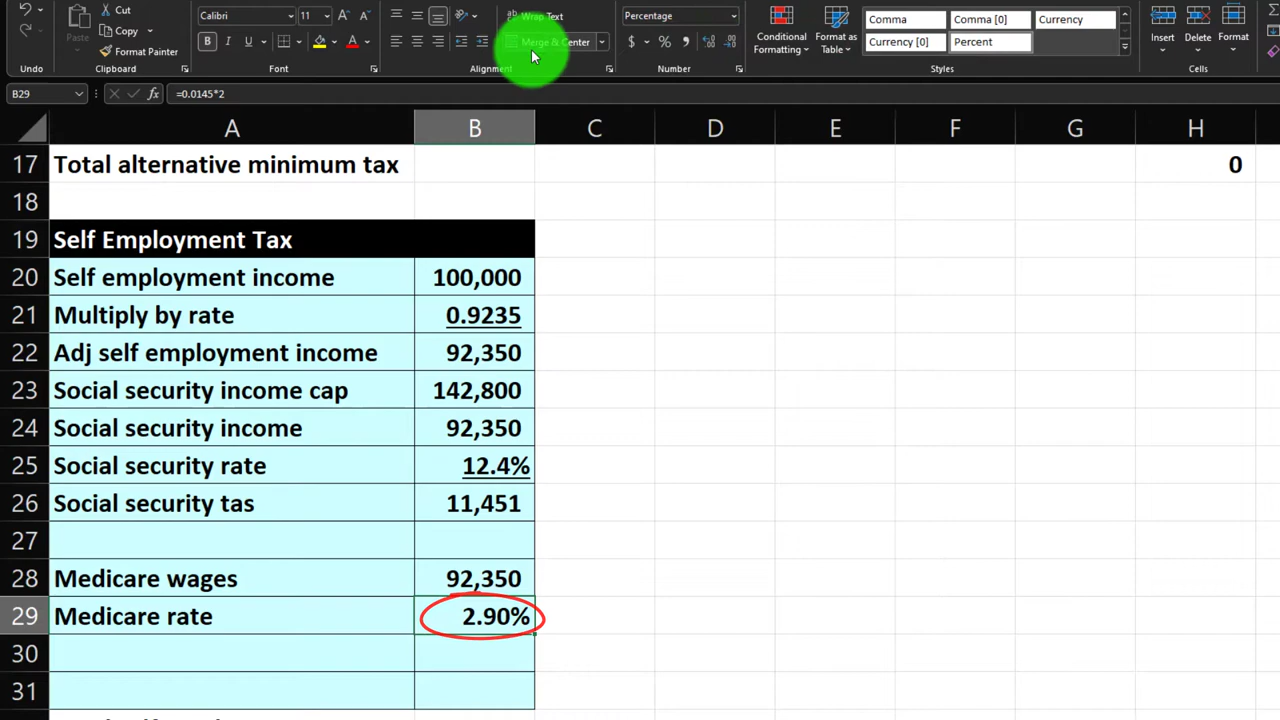 Cut
Calibri
11
Wrap Text
Percentage
Comma
Comma [0]
Currency
Paste
Copy
Format Painter
B
I
U
Merge & Center
$ % ,
Conditional
Formatting
Format as
Table
Currency [0]
Percent
Insert
Delete
Format
Undo
Clipboard
Font
Alignment
Number
Styles
Cells
B29
fx
=0.0145*2
A B C D E F G H
17 Total alternative minimum tax 0
18
19 Self Employment Tax
20 Self employment income 100,000
21 Multiply by rate 0.9235
22 Adj self employment income 92,350
23 Social security income cap 142,800
24 Social security income 92,350
25 Social security rate 12.4%
26 Social security tas 11,451
27
28 Medicare wages 92,350
29 Medicare rate 2.90%
30
31